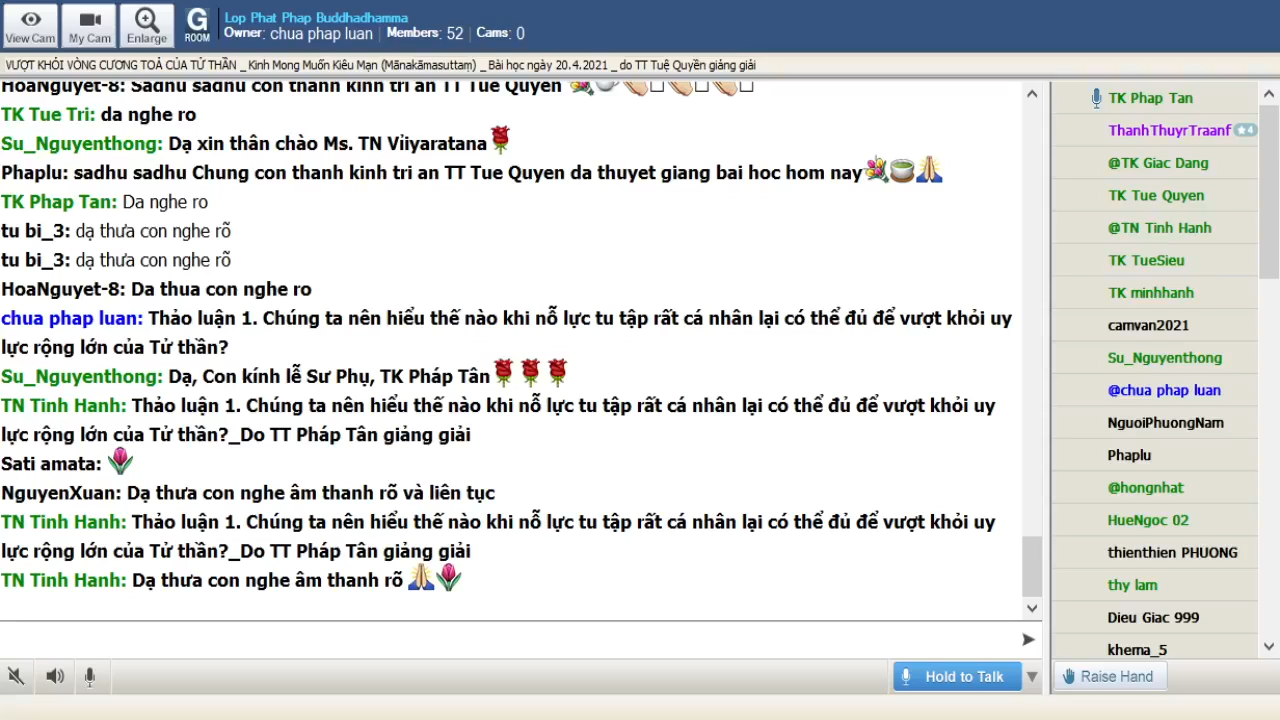 View Cam
My Cam
Enlarge
G
ROOM
Lop Phat Phap Buddhadhamma
Owner: chua phap luan Members: 52 Cams: 0
VƯỢT KHỎI VÒNG CƯƠNG TOẢ CỦA TỬ THẦN _ Kinh Mong Muốn Kiêu Mạn (Mānakāmasuttaṃ) _ Bài học ngày 20.4.2021 _ do TT Tuệ Quyền giảng giải
HoaNguyet-8: Sadhu sadhu con thanh kinh tri an TT Tue Quyen
TK Tue Tri: da nghe ro
Su_Nguyenthong: Dạ xin thân chào Ms. TN Viiyaratana
Phaplu: sadhu sadhu Chung con thanh kinh tri an TT Tue Quyen da thuyet giang bai hoc hom nay
TK Phap Tan: Da nghe ro
tu bi_3: dạ thưa con nghe rõ
tu bi_3: dạ thưa con nghe rõ
HoaNguyet-8: Da thua con nghe ro
chua phap luan: Thảo luận 1. Chúng ta nên hiểu thế nào khi nỗ lực tu tập rất cá nhân lại có thể đủ để vượt khỏi uy
lực rộng lớn của Tử thần?
Su_Nguyenthong: Dạ, Con kính lễ Sư Phụ, TK Pháp Tân
TN Tinh Hanh: Thảo luận 1. Chúng ta nên hiểu thế nào khi nỗ lực tu tập rất cá nhân lại có thể đủ để vượt khỏi uy
lực rộng lớn của Tử thần?_Do TT Pháp Tân giảng giải
Sati amata:
NguyenXuan: Dạ thưa con nghe âm thanh rõ và liên tục
TN Tinh Hanh: Thảo luận 1. Chúng ta nên hiểu thế nào khi nỗ lực tu tập rất cá nhân lại có thể đủ để vượt khỏi uy
lực rộng lớn của Tử thần?_Do TT Pháp Tân giảng giải
TN Tinh Hanh: Dạ thưa con nghe âm thanh rõ
Hold to Talk
TK Phap Tan
ThanhThuyrTraanf 4
@TK Giac Dang
TK Tue Quyen
@TN Tinh Hanh
TK TueSieu
TK minhhanh
camvan2021
Su_Nguyenthong
@chua phap luan
NguoiPhuongNam
Phaplu
@hongnhat
HueNgoc 02
thienthien PHUONG
thy lam
Dieu Giac 999
khema_5
Raise Hand